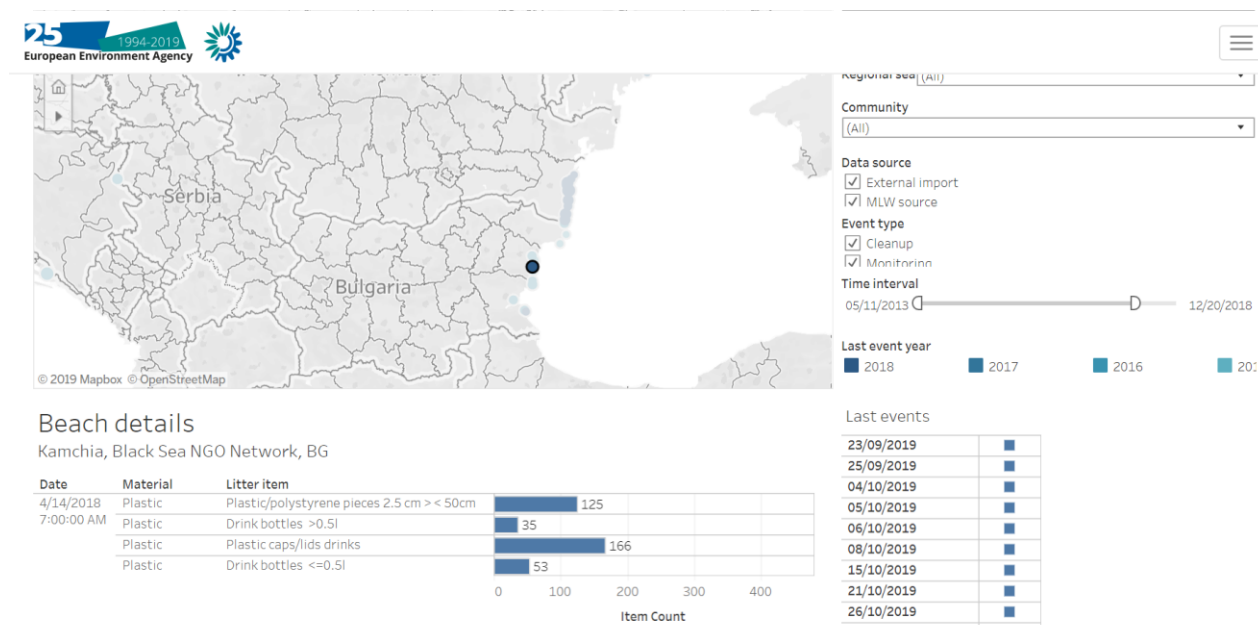 25
1994-2019
European Environment Agency
Regional sea (All)
Serbia
Bulgaria
© 2019 Mapbox © OpenStreetMap
Community
(All)
Data source
External import
MLW source
Event type
Cleanup
Monitoring
Time interval
05/11/2013 12/20/2018
Last event year
2018 2017 2016
Beach details
Kamchia, Black Sea NGO Network, BG
Date Material Litter item
4/14/2018 Plastic Plastic/polystyrene pieces 2.5 cm > < 50cm 125
7:00:00 AM Plastic Drink bottles >0.5l 35
Plastic Plastic caps/lids drinks 166
Plastic Drink bottles <=0.5l 53
0 100 200 300 400
Item Count
Last events
23/09/2019
25/09/2019
04/10/2019
05/10/2019
06/10/2019
08/10/2019
15/10/2019
21/10/2019
26/10/2019